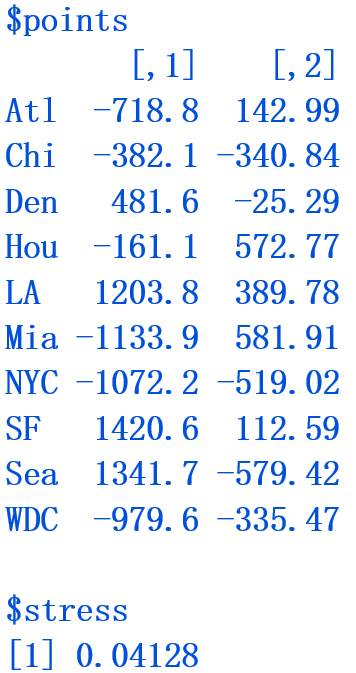 $points
        [,1]    [,2]
Atl   -718.8  142.99
Chi   -382.1 -340.84
Den    481.6  -25.29
Hou   -161.1  572.77
LA    1203.8  389.78
Mia  -1133.9  581.91
NYC  -1072.2 -519.02
SF    1420.6  112.59
Sea   1341.7 -579.42
WDC   -979.6 -335.47
$stress
[1] 0.04128